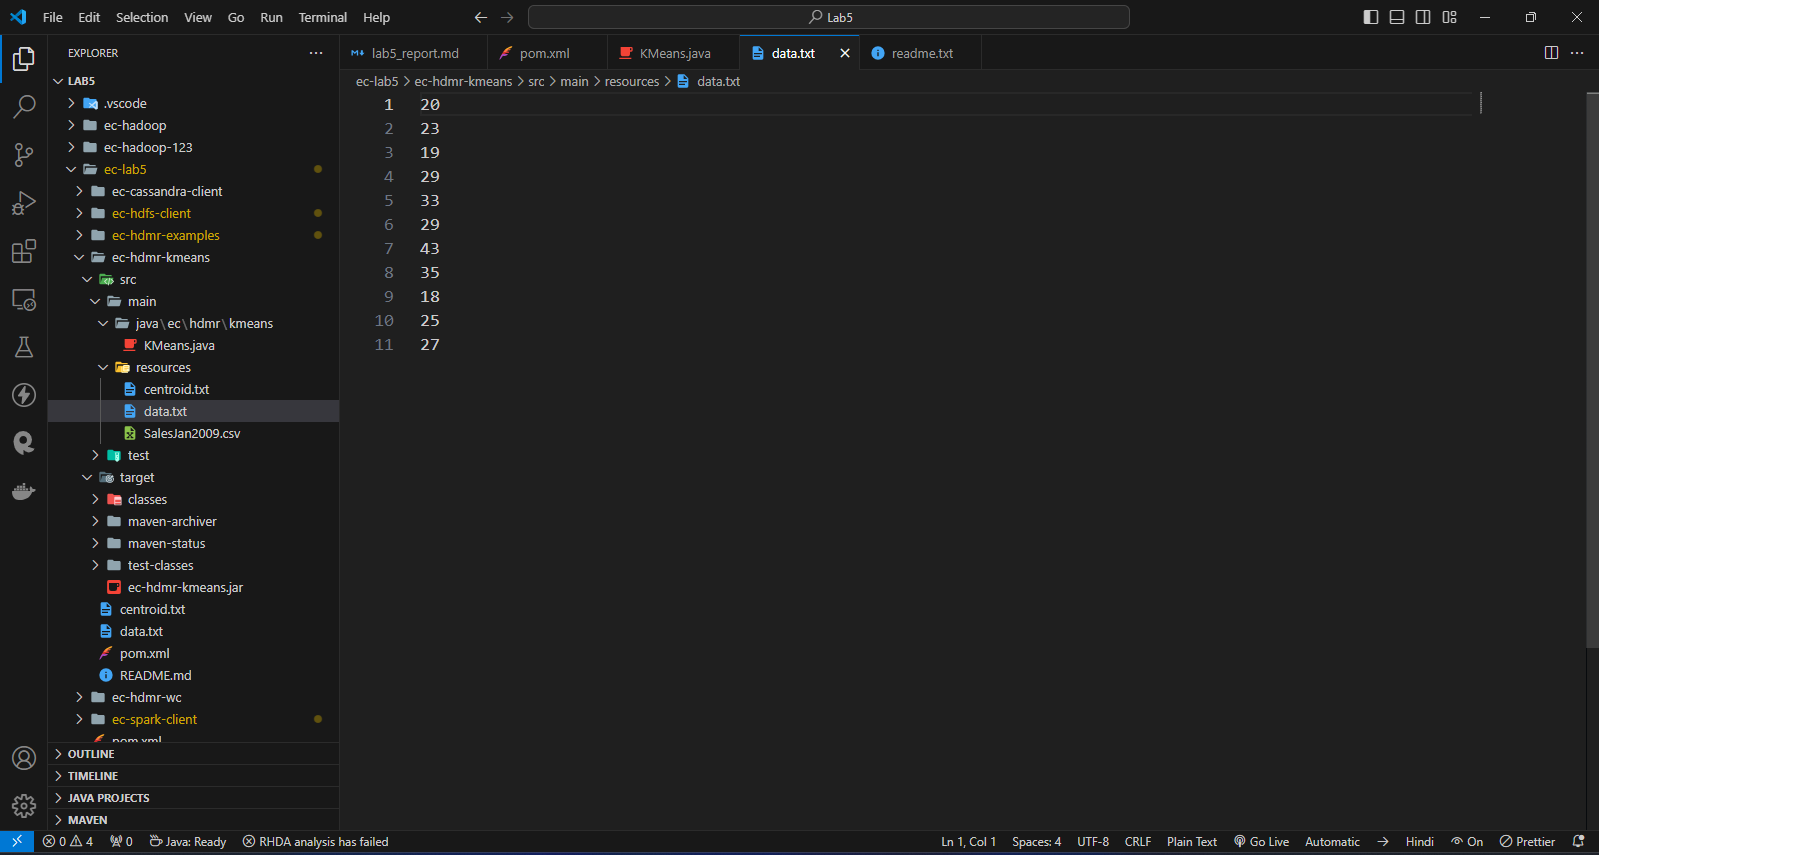 File Edit Selection View Go Run Terminal Help
Lab5
EXPLORER
LAB5
.vscode
ec-hadoop
ec-hadoop-123
ec-lab5
ec-cassandra-client
ec-hdfs-client
ec-hdmr-examples
ec-hdmr-kmeans
src
main
java\ec\hdmr\kmeans
KMeans.java
resources
centroid.txt
data.txt
SalesJan2009.csv
test
target
classes
maven-archiver
maven-status
test-classes
ec-hdmr-kmeans.jar
centroid.txt
data.txt
pom.xml
README.md
ec-hdmr-wc
ec-spark-client
pom.xml
OUTLINE
TIMELINE
JAVA PROJECTS
MAVEN
lab5_report.md pom.xml KMeans.java data.txt readme.txt
ec-lab5 > ec-hdmr-kmeans > src > main > resources > data.txt
1 20
2 23
3 19
4 29
5 33
6 29
7 43
8 35
9 18
10 25
11 27
0 4 0 Java: Ready RHDA analysis has failed Ln 1, Col 1 Spaces: 4 UTF-8 CRLF Plain Text Go Live Automatic → Hindi On Prettier